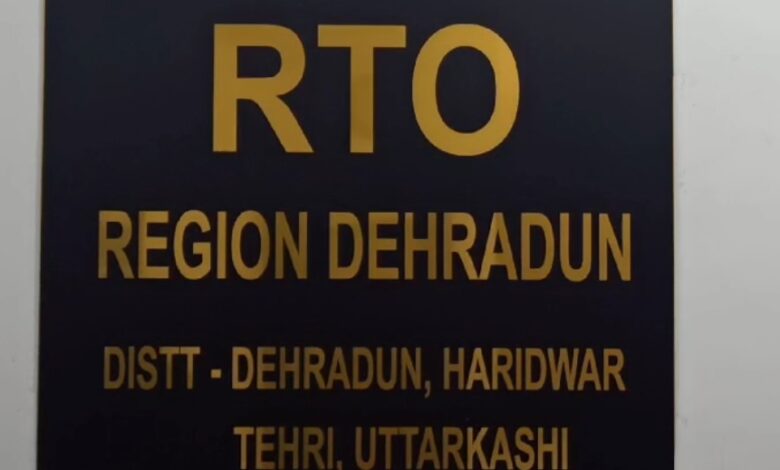 RTO
REGION DEHRADUN
DISTT - DEHRADUN, HARIDWAR
TEHRI, UTTARKASHI